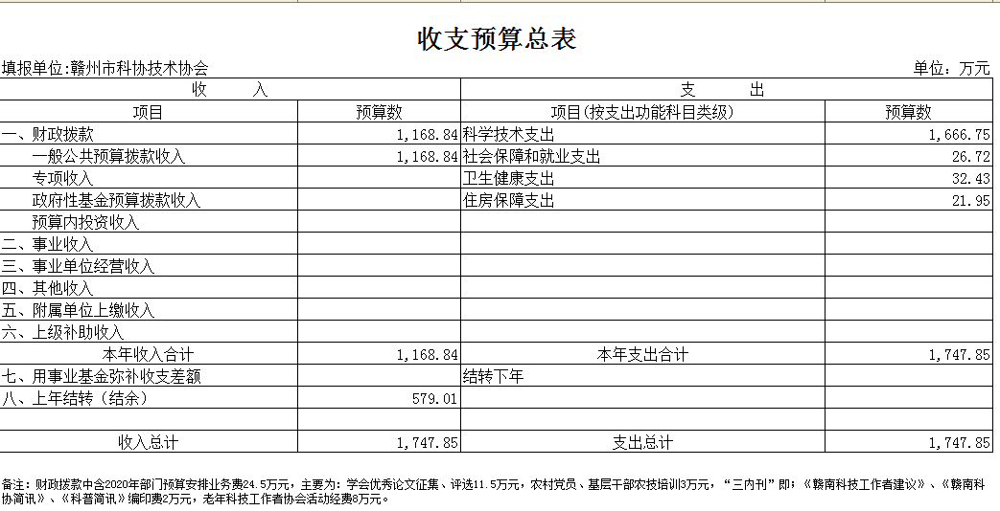 收支预算总表
填报单位:赣州市科协技术协会 单位：万元
收 入 支 出
项目 预算数 项目(按支出功能科目类级) 预算数
一、财政拨款 1,168.84 科学技术支出 1,666.75
一般公共预算拨款收入 1,168.84 社会保障和就业支出 26.72
专项收入 卫生健康支出 32.43
政府性基金预算拨款收入 住房保障支出 21.95
预算内投资收入
二、事业收入
三、事业单位经营收入
四、其他收入
五、附属单位上缴收入
六、上级补助收入
本年收入合计 1,168.84 本年支出合计 1,747.85
七、用事业基金弥补收支差额 结转下年
八、上年结转（结余） 579.01
收入总计 1,747.85 支出总计 1,747.85
备注：财政拨款中含2020年部门预算安排业务费24.5万元，主要为：学会优秀论文征集、评选11.5万元，农村党员、基层干部农技培训3万元，“三内刊”即；《赣南科技工作者建议》、《赣南科
协简讯》、《科普简讯》编印费2万元，老年科技工作者协会活动经费8万元。